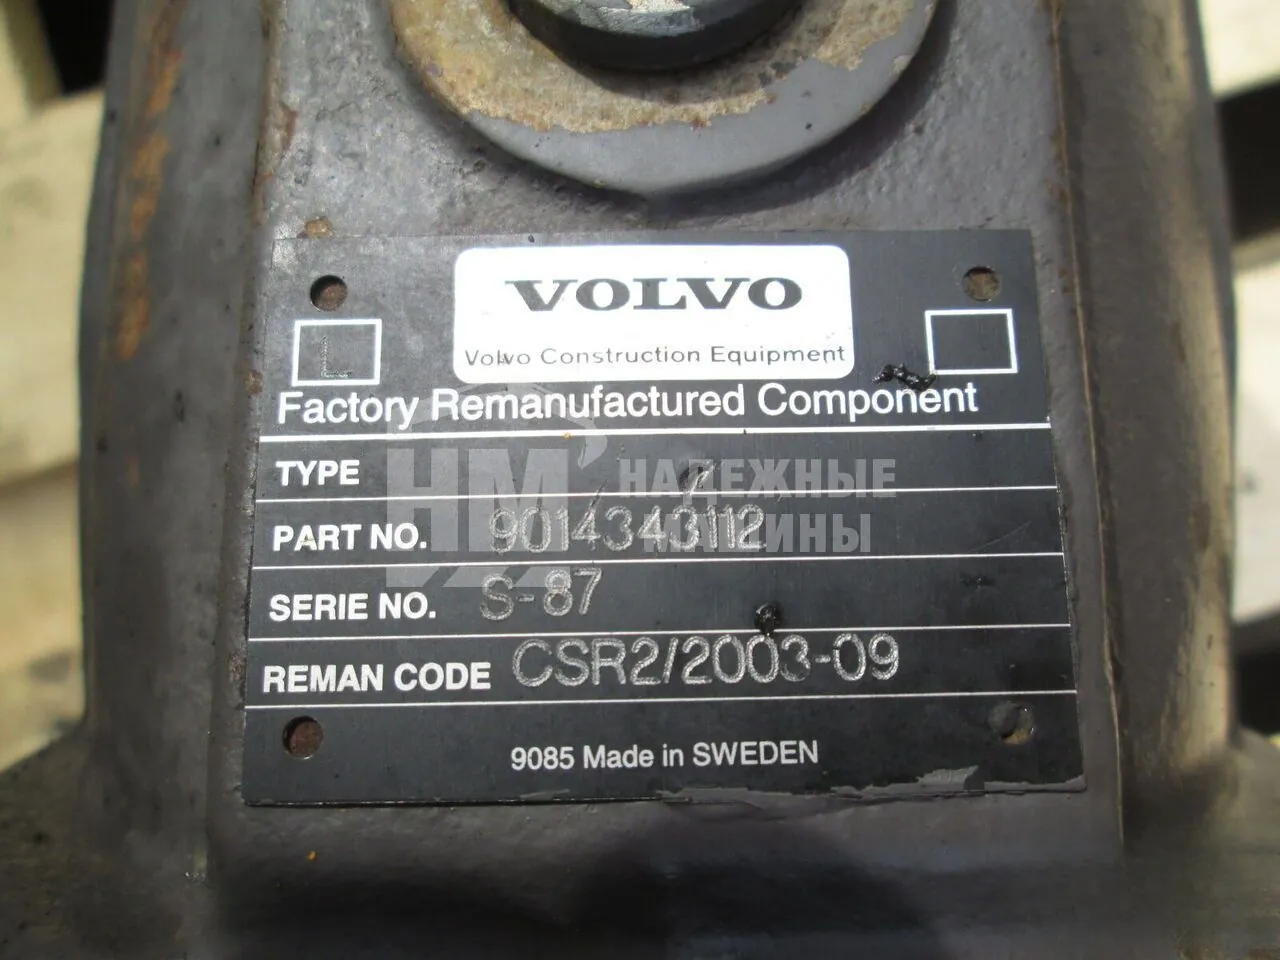 VOLVO
Volvo Construction Equipment
L
Factory Remanufactured Component
TYPE
НМ НАДЕЖНЫЕ
МАШИНЫ
PART NO. 9014343112
SERIE NO. S-87
REMAN CODE CSR2/2003-09
9085 Made in SWEDEN